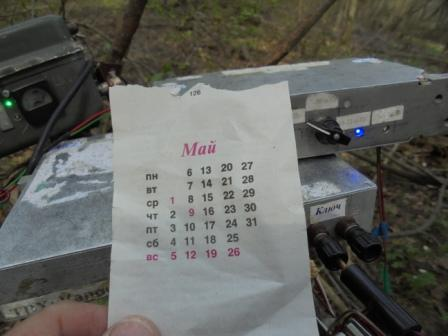 126
Май
пн 6 13 20 27
вт 7 14 21 28
ср 1 8 15 22 29
чт 2 9 16 23 30
пт 3 10 17 24 31
сб 4 11 18 25
вс 5 12 19 26
Ключ